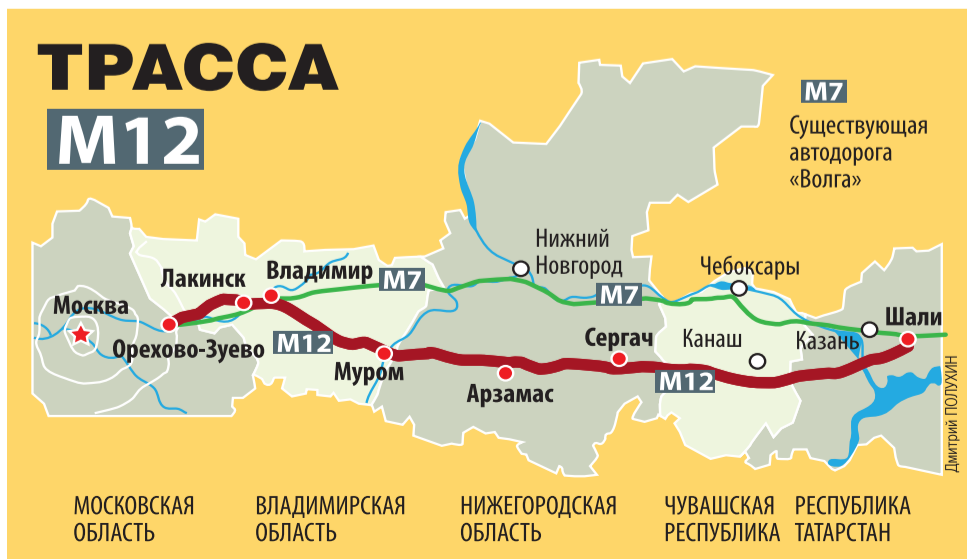 ТРАССА
М12
М7
Существующая
автодорога
«Волга»
Нижний
Новгород
Чебоксары
Лакинск
Владимир
М7
М7
Москва
Шали
Орехово-Зуево
М12
Сергач
Канаш
Казань
Муром
М12
Арзамас
Дмитрий ПОЛУХИН
МОСКОВСКАЯ
ОБЛАСТЬ
ВЛАДИМИРСКАЯ
ОБЛАСТЬ
НИЖЕГОРОДСКАЯ
ОБЛАСТЬ
ЧУВАШСКАЯ
РЕСПУБЛИКА
РЕСПУБЛИКА
ТАТАРСТАН